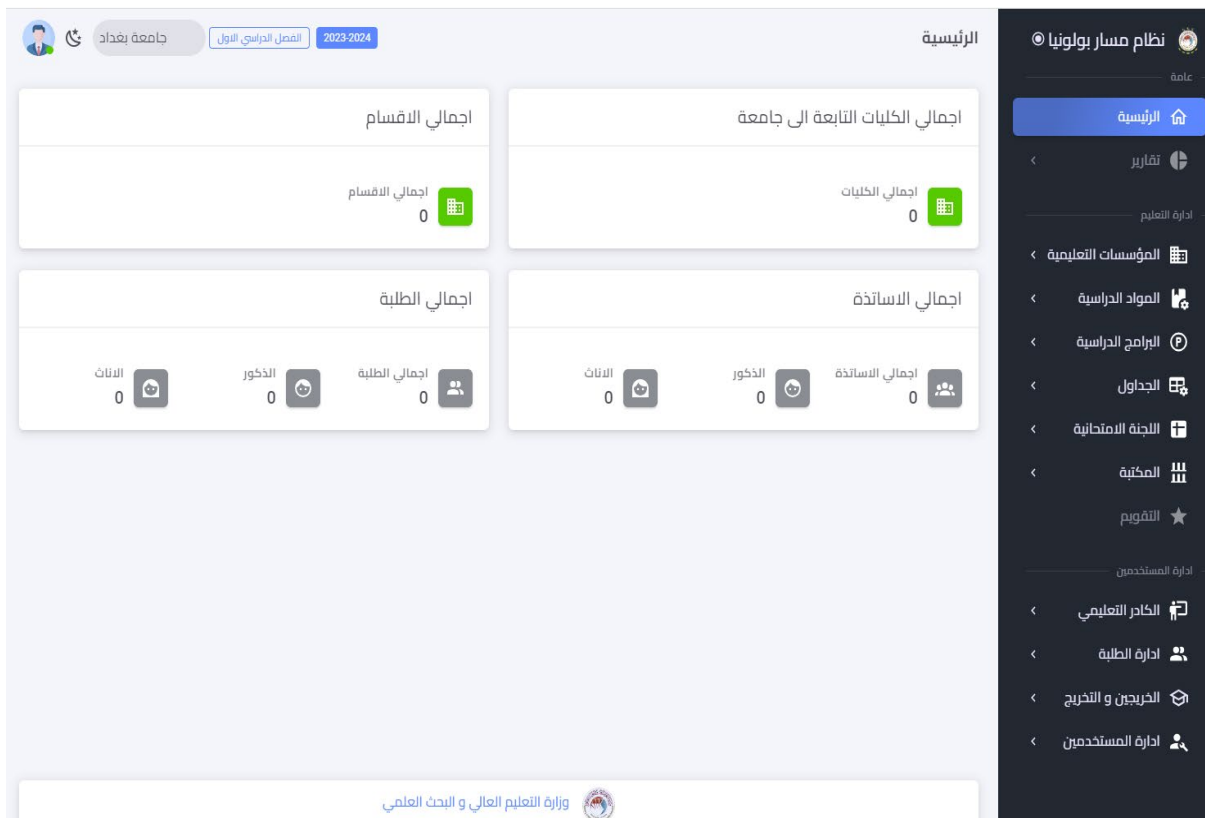 نظام مسار بولونيا
عامة
الرئيسية
تقارير
ادارة التعليم
المؤسسات التعليمية
المواد الدراسية
البرامج الدراسية
الجداول
اللجنة الامتحانية
المكتبة
التقويم
ادارة المستخدمين
الكادر التعليمي
ادارة الطلبة
الخريجين و التخريج
ادارة المستخدمين
الرئيسية
2023-2024 الفصل الدراسي الاول جامعة بغداد
اجمالي الكليات التابعة الى جامعة
اجمالي الكليات
0
اجمالي الاقسام
اجمالي الاقسام
0
اجمالي الاساتذة
اجمالي الاساتذة
0
الذكور
0
الاناث
0
اجمالي الطلبة
اجمالي الطلبة
0
الذكور
0
الاناث
0
وزارة التعليم العالي و البحث العلمي